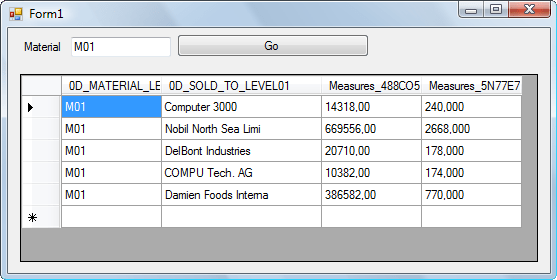 Form1
Material M01 Go
0D_MATERIAL_LE 0D_SOLD_TO_LEVEL01 Measures_488CO5 Measures_5N77E7
M01 Computer 3000 14318,00 240,000
M01 Nobil North Sea Limi 669556,00 2668,000
M01 DelBont Industries 20710,00 178,000
M01 COMPU Tech. AG 10382,00 174,000
M01 Damien Foods Interna 386582,00 770,000